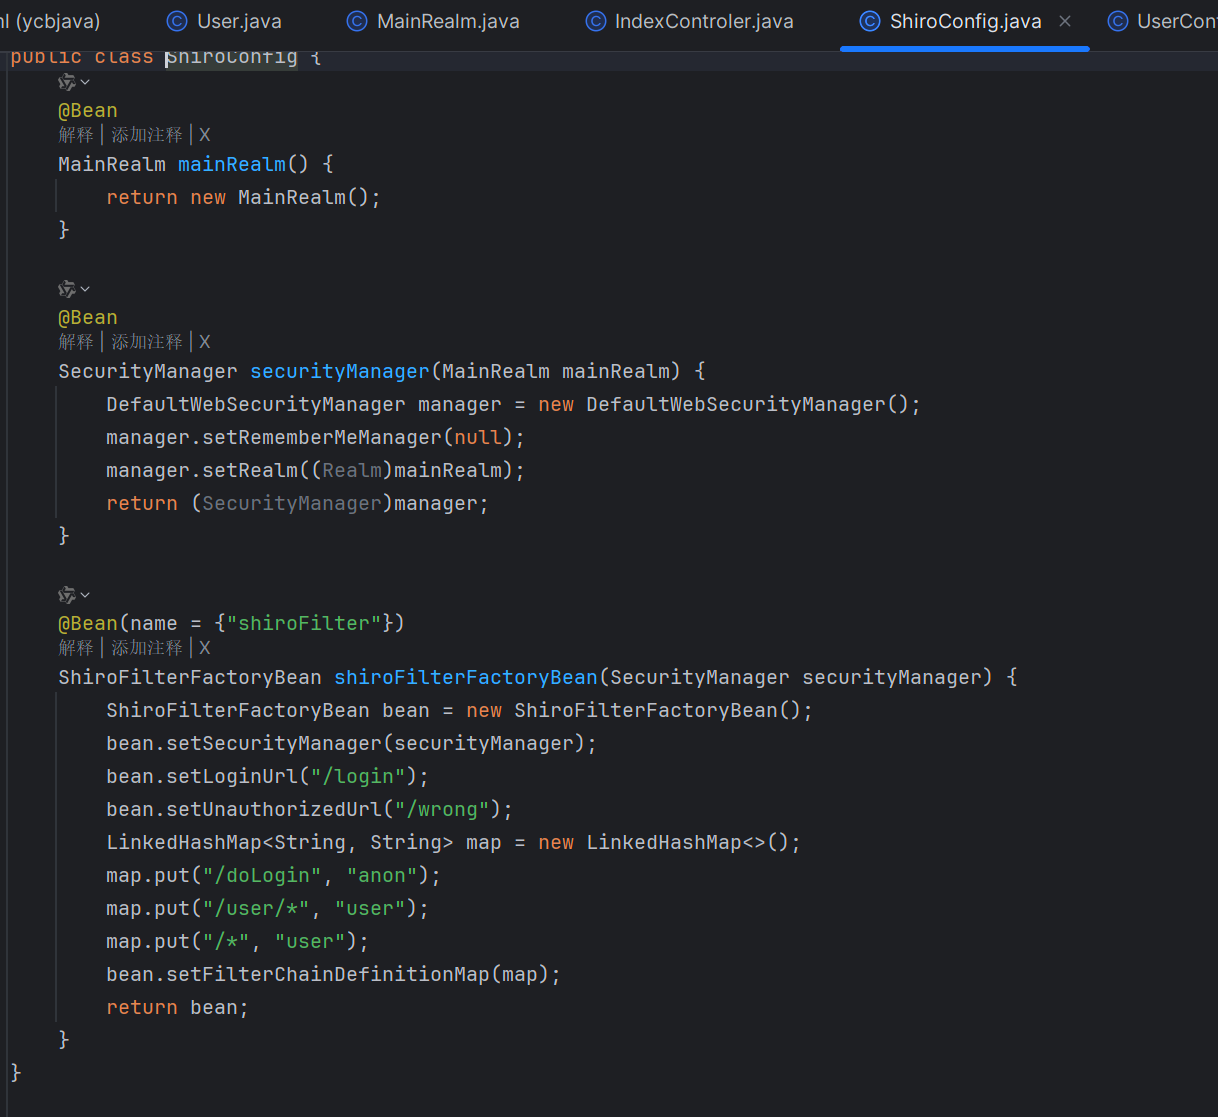 ml (ycbjava) User.java MainRealm.java IndexControler.java ShiroConfig.java × UserCon
public class ShiroConfig {
@Bean
解释 | 添加注释 | X
MainRealm mainRealm() {
return new MainRealm();
}
@Bean
解释 | 添加注释 | X
SecurityManager securityManager(MainRealm mainRealm) {
DefaultWebSecurityManager manager = new DefaultWebSecurityManager();
manager.setRememberMeManager(null);
manager.setRealm((Realm)mainRealm);
return (SecurityManager)manager;
}
@Bean(name = {"shiroFilter"})
解释 | 添加注释 | X
ShiroFilterFactoryBean shiroFilterFactoryBean(SecurityManager securityManager) {
ShiroFilterFactoryBean bean = new ShiroFilterFactoryBean();
bean.setSecurityManager(securityManager);
bean.setLoginUrl("/login");
bean.setUnauthorizedUrl("/wrong");
LinkedHashMap<String, String> map = new LinkedHashMap<>();
map.put("/doLogin", "anon");
map.put("/user/*", "user");
map.put("/*", "user");
bean.setFilterChainDefinitionMap(map);
return bean;
}
}